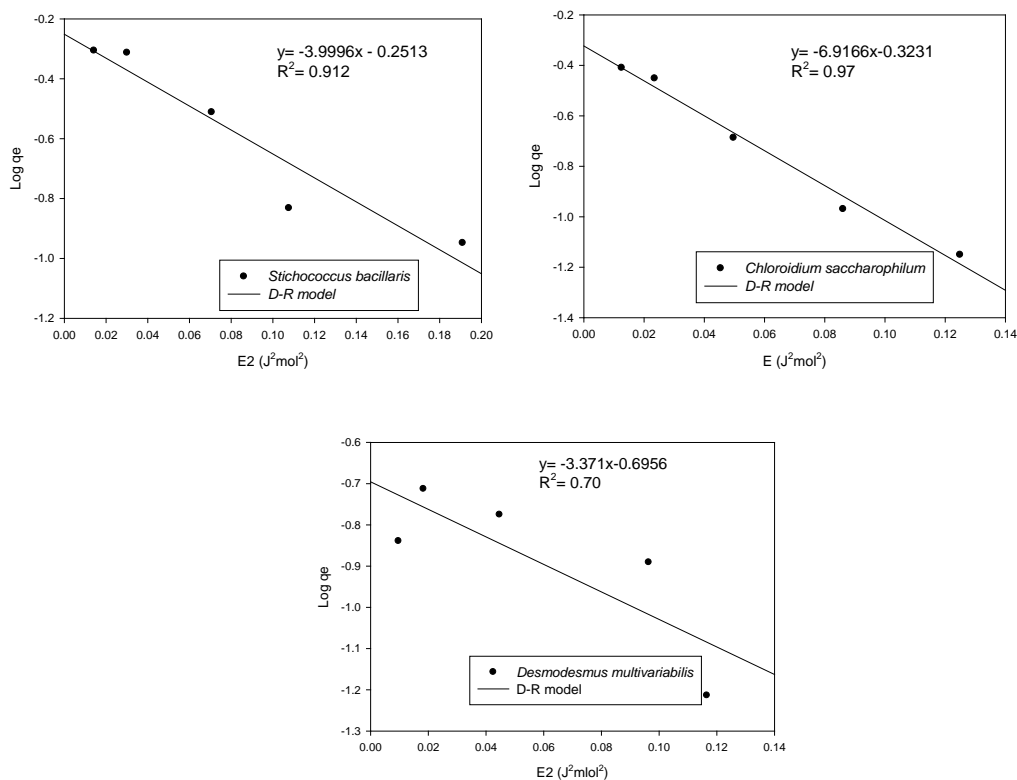 y= -3.9996x - 0.2513
R²= 0.912
Log qe
-0.2
-0.4
-0.6
-0.8
-1.0
-1.2
Stichococcus bacillaris
D-R model
0.00 0.02 0.04 0.06 0.08 0.10 0.12 0.14 0.16 0.18 0.20
E2 (J²mol²)
y= -6.9166x-0.3231
R²= 0.97
Log qe
-0.2
-0.4
-0.6
-0.8
-1.0
-1.2
-1.4
Chloroidium saccharophilum
D-R model
0.00 0.02 0.04 0.06 0.08 0.10 0.12 0.14
E (J²mol²)
y= -3.371x-0.6956
R²= 0.70
Log qe
-0.6
-0.7
-0.8
-0.9
-1.0
-1.1
-1.2
-1.3
Desmodesmus multivariabilis
D-R model
0.00 0.02 0.04 0.06 0.08 0.10 0.12 0.14
E2 (J²mlol²)